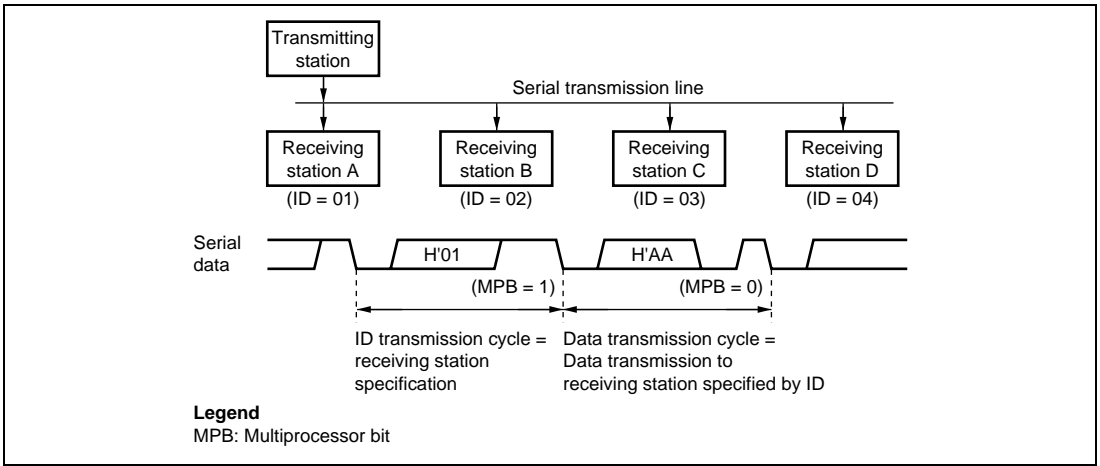 Transmitting
station
Serial transmission line
Receiving
station A
(ID = 01)
Receiving
station B
(ID = 02)
Receiving
station C
(ID = 03)
Receiving
station D
(ID = 04)
Serial
data
H'01
(MPB = 1)
H'AA
(MPB = 0)
ID transmission cycle =
receiving station
specification
Data transmission cycle =
Data transmission to
receiving station specified by ID
Legend
MPB: Multiprocessor bit